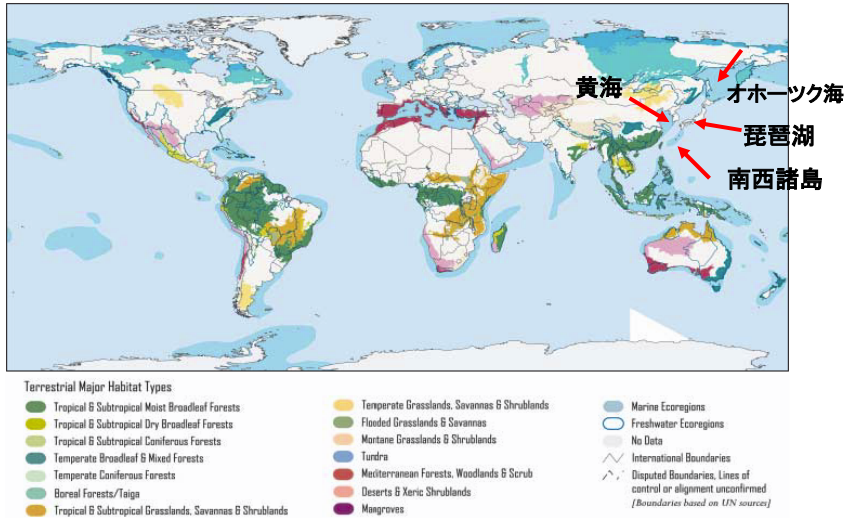 黄海
オホーツク海
琵琶湖
南西諸島
Terrestrial Major Habitat Types
Tropical & Subtropical Moist Broadleaf Forests
Tropical & Subtropical Dry Broadleaf Forests
Tropical & Subtropical Coniferous Forests
Temperate Broadleaf & Mixed Forests
Temperate Coniferous Forests
Boreal Forests/Taiga
Tropical & Subtropical Grasslands, Savannas & Shrublands
Temperate Grasslands, Savannas & Shrublands
Flooded Grasslands & Savannas
Montane Grasslands & Shrublands
Tundra
Mediterranean Forests, Woodlands & Scrub
Deserts & Xeric Shrublands
Mangroves
Marine Ecoregions
Freshwater Ecoregions
No Data
International Boundaries
Disputed Boundaries, Lines of
control or alignment unconfirmed
[Boundaries based on UN sources]